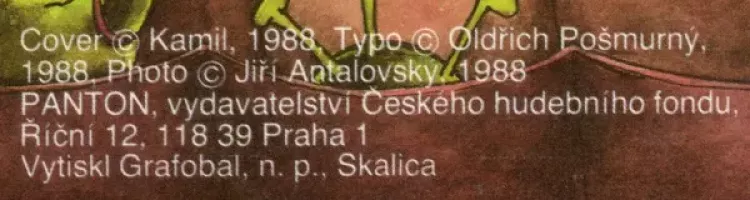 Cover © Kamil, 1988, Typo © Oldřich Pošmurný,
1988, Photo © Jiří Antalovský, 1988
PANTON, vydavatelství Českého hudebního fondu,
Říční 12, 118 39 Praha 1
Vytiskl Grafobal, n. p., Skalica